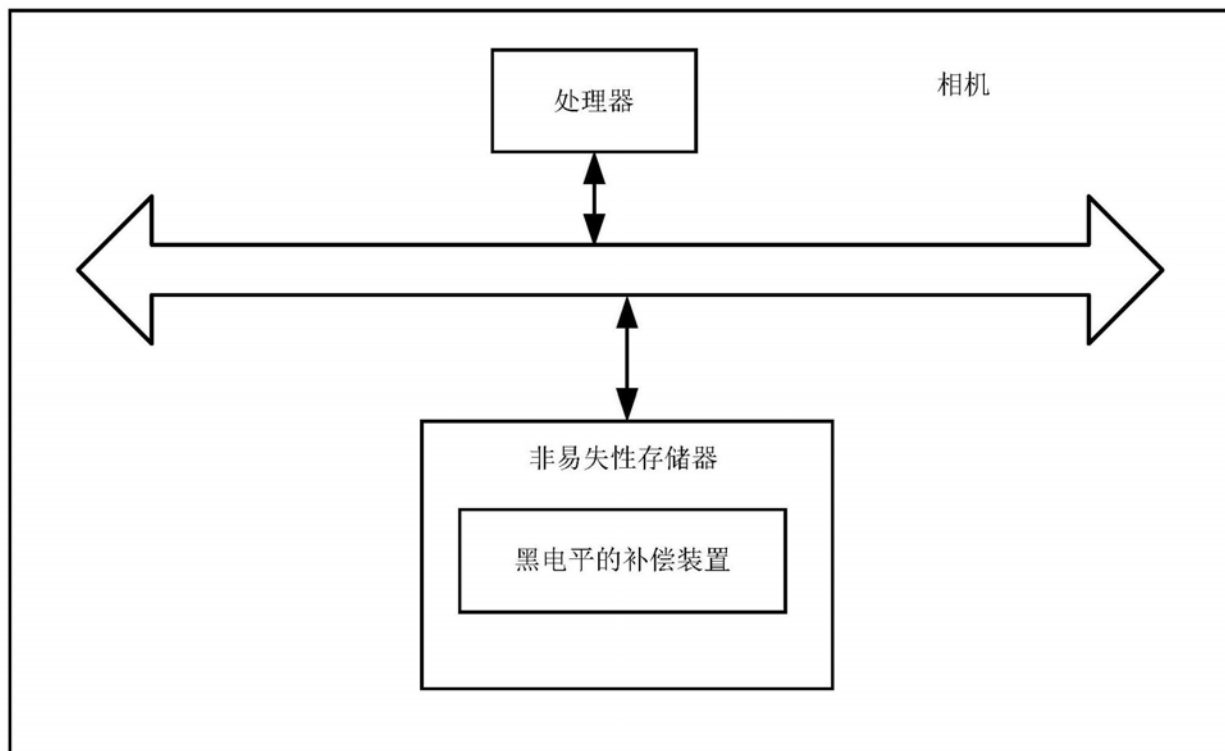 处理器
相机
非易失性存储器
黑电平的补偿装置